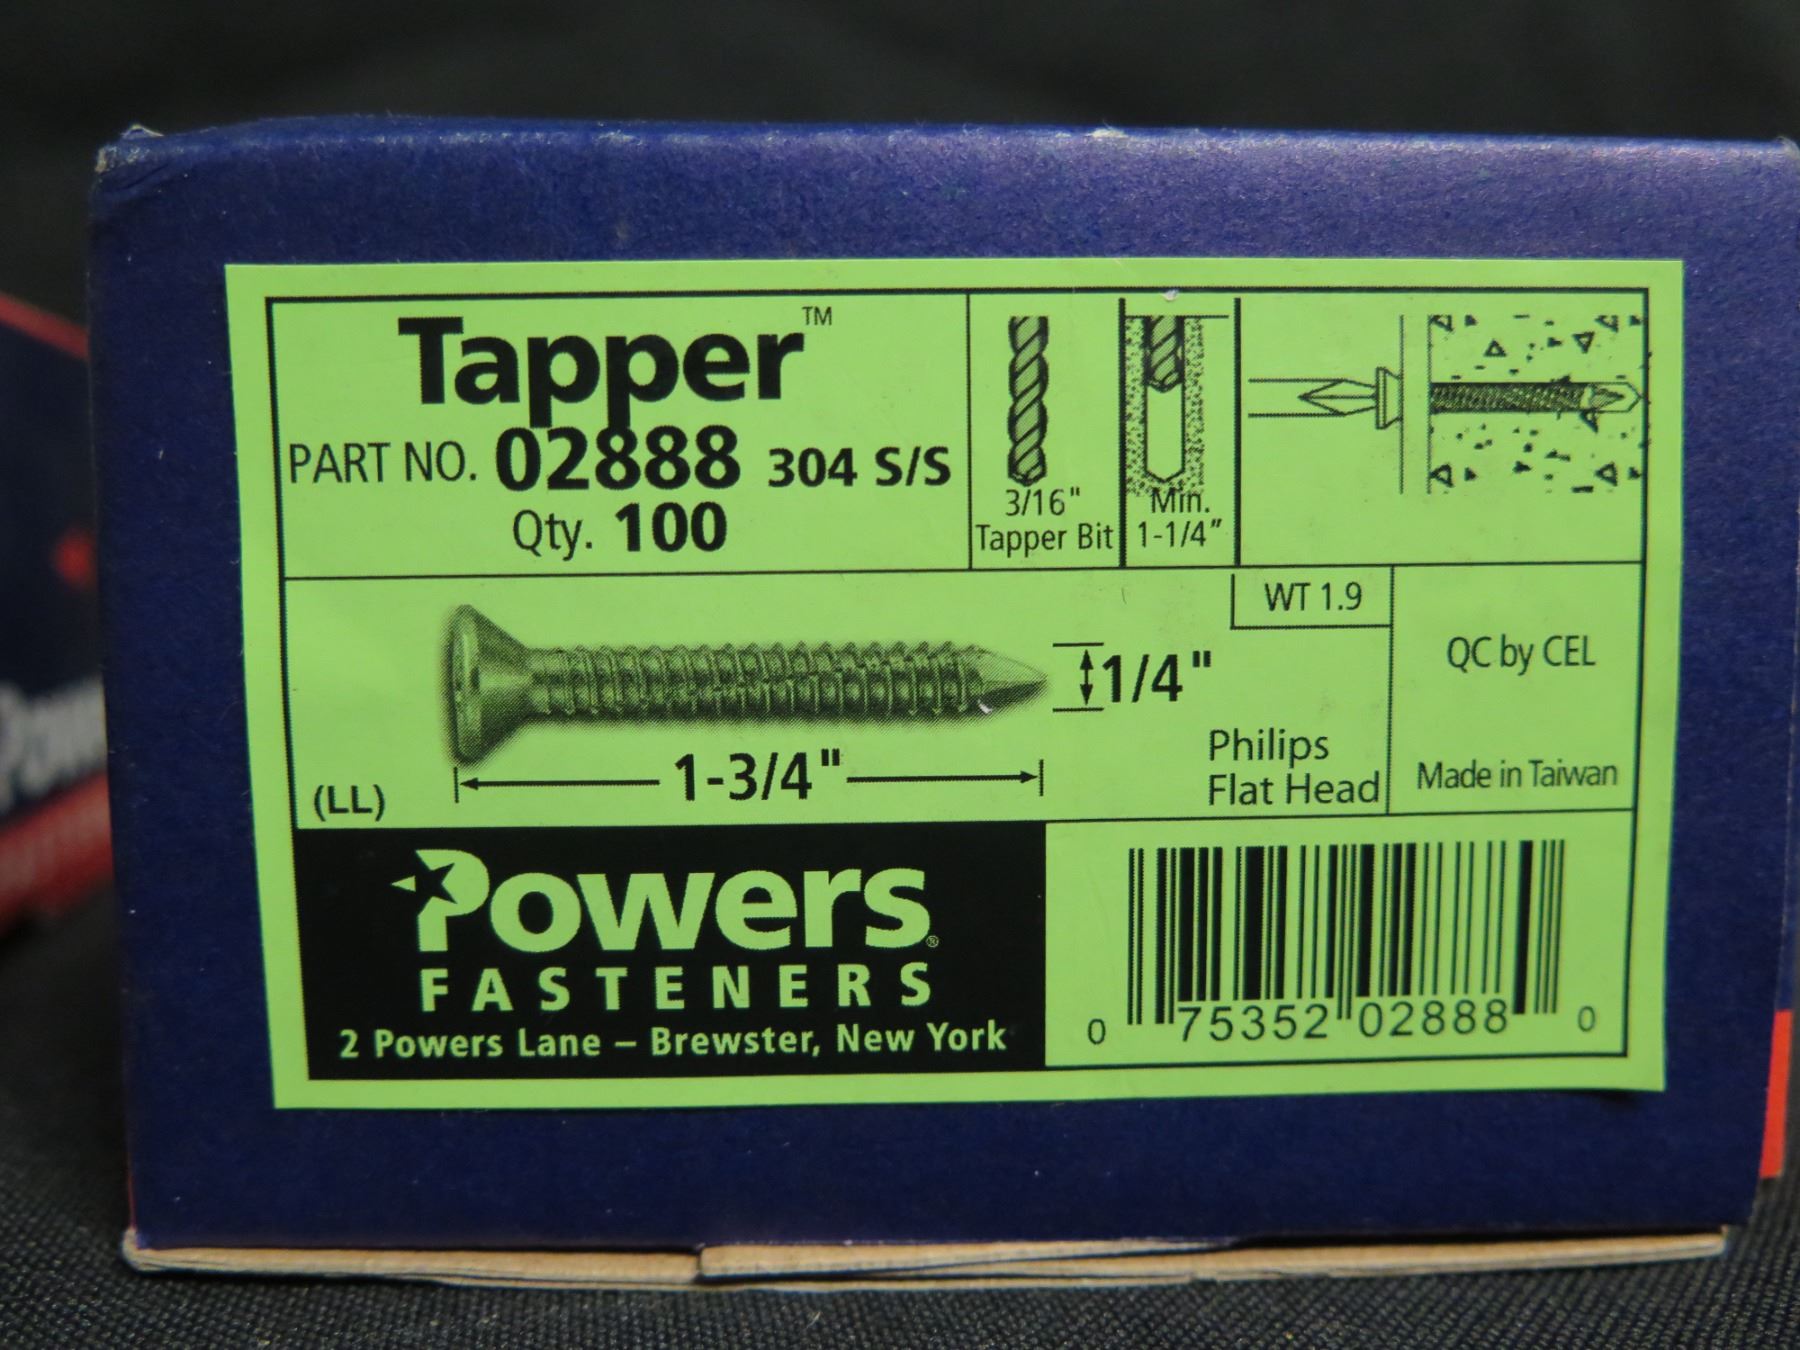 Tapper™
PART NO. 02888 304 S/S
Qty. 100
3/16"
Tapper Bit
Min.
1-1/4"
WT 1.9
QC by CEL
1/4"
Philips
Flat Head
Made in Taiwan
1-3/4"
(LL)
Powers®
FASTENERS
2 Powers Lane – Brewster, New York
0 75352 02888 0